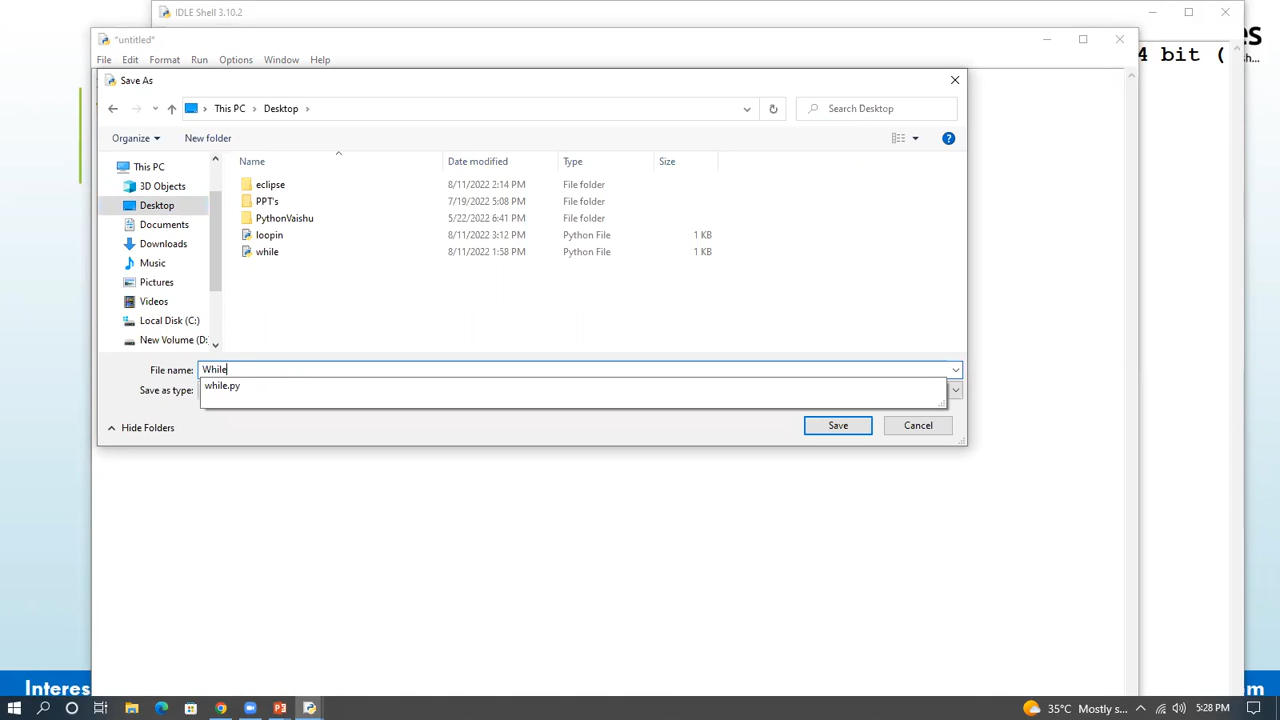 IDLE Shell 3.10.2
*untitled*
es
File Edit Format Run Options Window Help
4 bit (
sh...
Save As
This PC > Desktop >
Search Desktop
Organize New folder
Name Date modified Type Size
This PC
3D Objects
Desktop
Documents
Downloads
Music
Pictures
Videos
Local Disk (C:)
New Volume (D:
eclipse 8/11/2022 2:14 PM File folder
PPT's 7/19/2022 5:08 PM File folder
PythonVaishu 5/22/2022 6:41 PM File folder
loopin 8/11/2022 3:12 PM Python File 1 KB
while 8/11/2022 1:58 PM Python File 1 KB
File name: While
while.py
Save as type:
Hide Folders
Save Cancel
Interes
om
35°C Mostly s... 5:28 PM